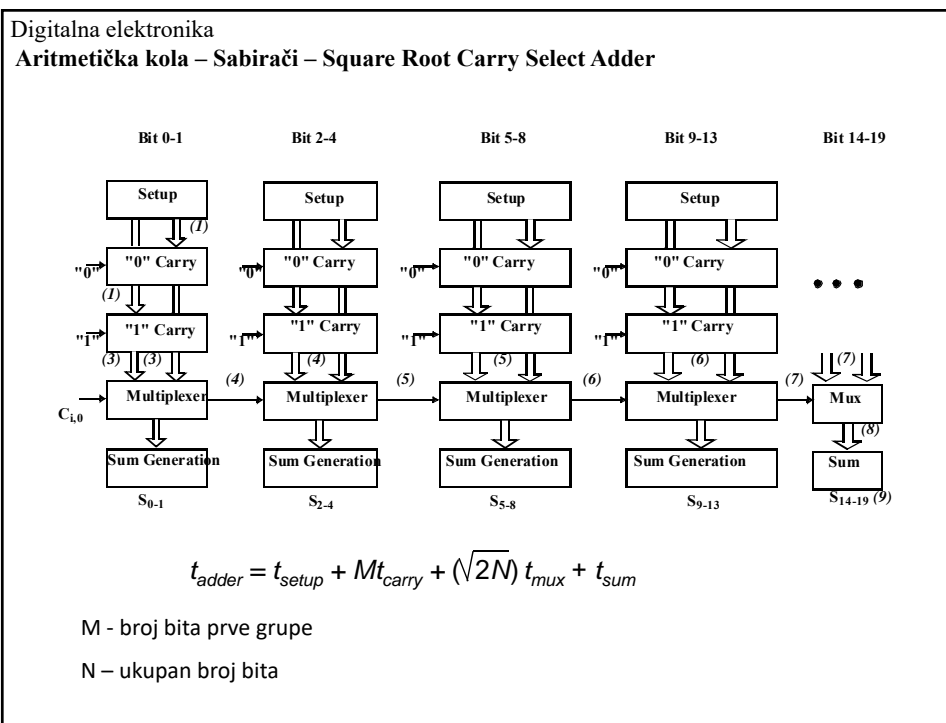 Digitalna elektronika
Aritmetička kola – Sabirači – Square Root Carry Select Adder
Bit 0-1 Bit 2-4 Bit 5-8 Bit 9-13 Bit 14-19
Setup Setup Setup Setup
(1)
"0" "0" Carry "0" "0" Carry "0" "0" Carry "0" "0" Carry
(1)
• • •
"1" "1" Carry "1" "1" Carry "1" "1" Carry "1" "1" Carry
(3) (3) (4) (5) (6) (7)
(4) (5) (6) (7)
Ci,0 Multiplexer Multiplexer Multiplexer Multiplexer Mux
(8)
Sum Generation Sum Generation Sum Generation Sum Generation Sum
S0-1 S2-4 S5-8 S9-13 S14-19 (9)
tadder = tsetup + Mtcarry + (√2N) tmux + tsum
M - broj bita prve grupe
N – ukupan broj bita